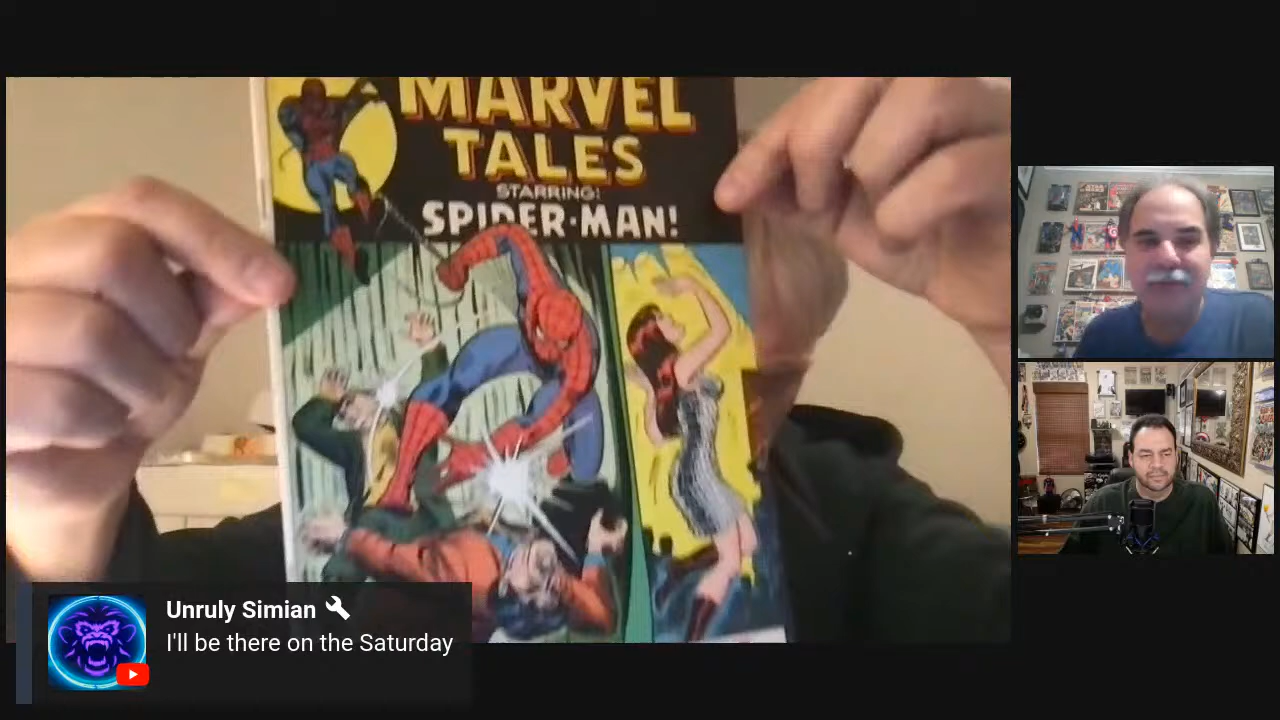 MARVEL
TALES
STARRING:
SPIDER-MAN!
Unruly Simian
I'll be there on the Saturday